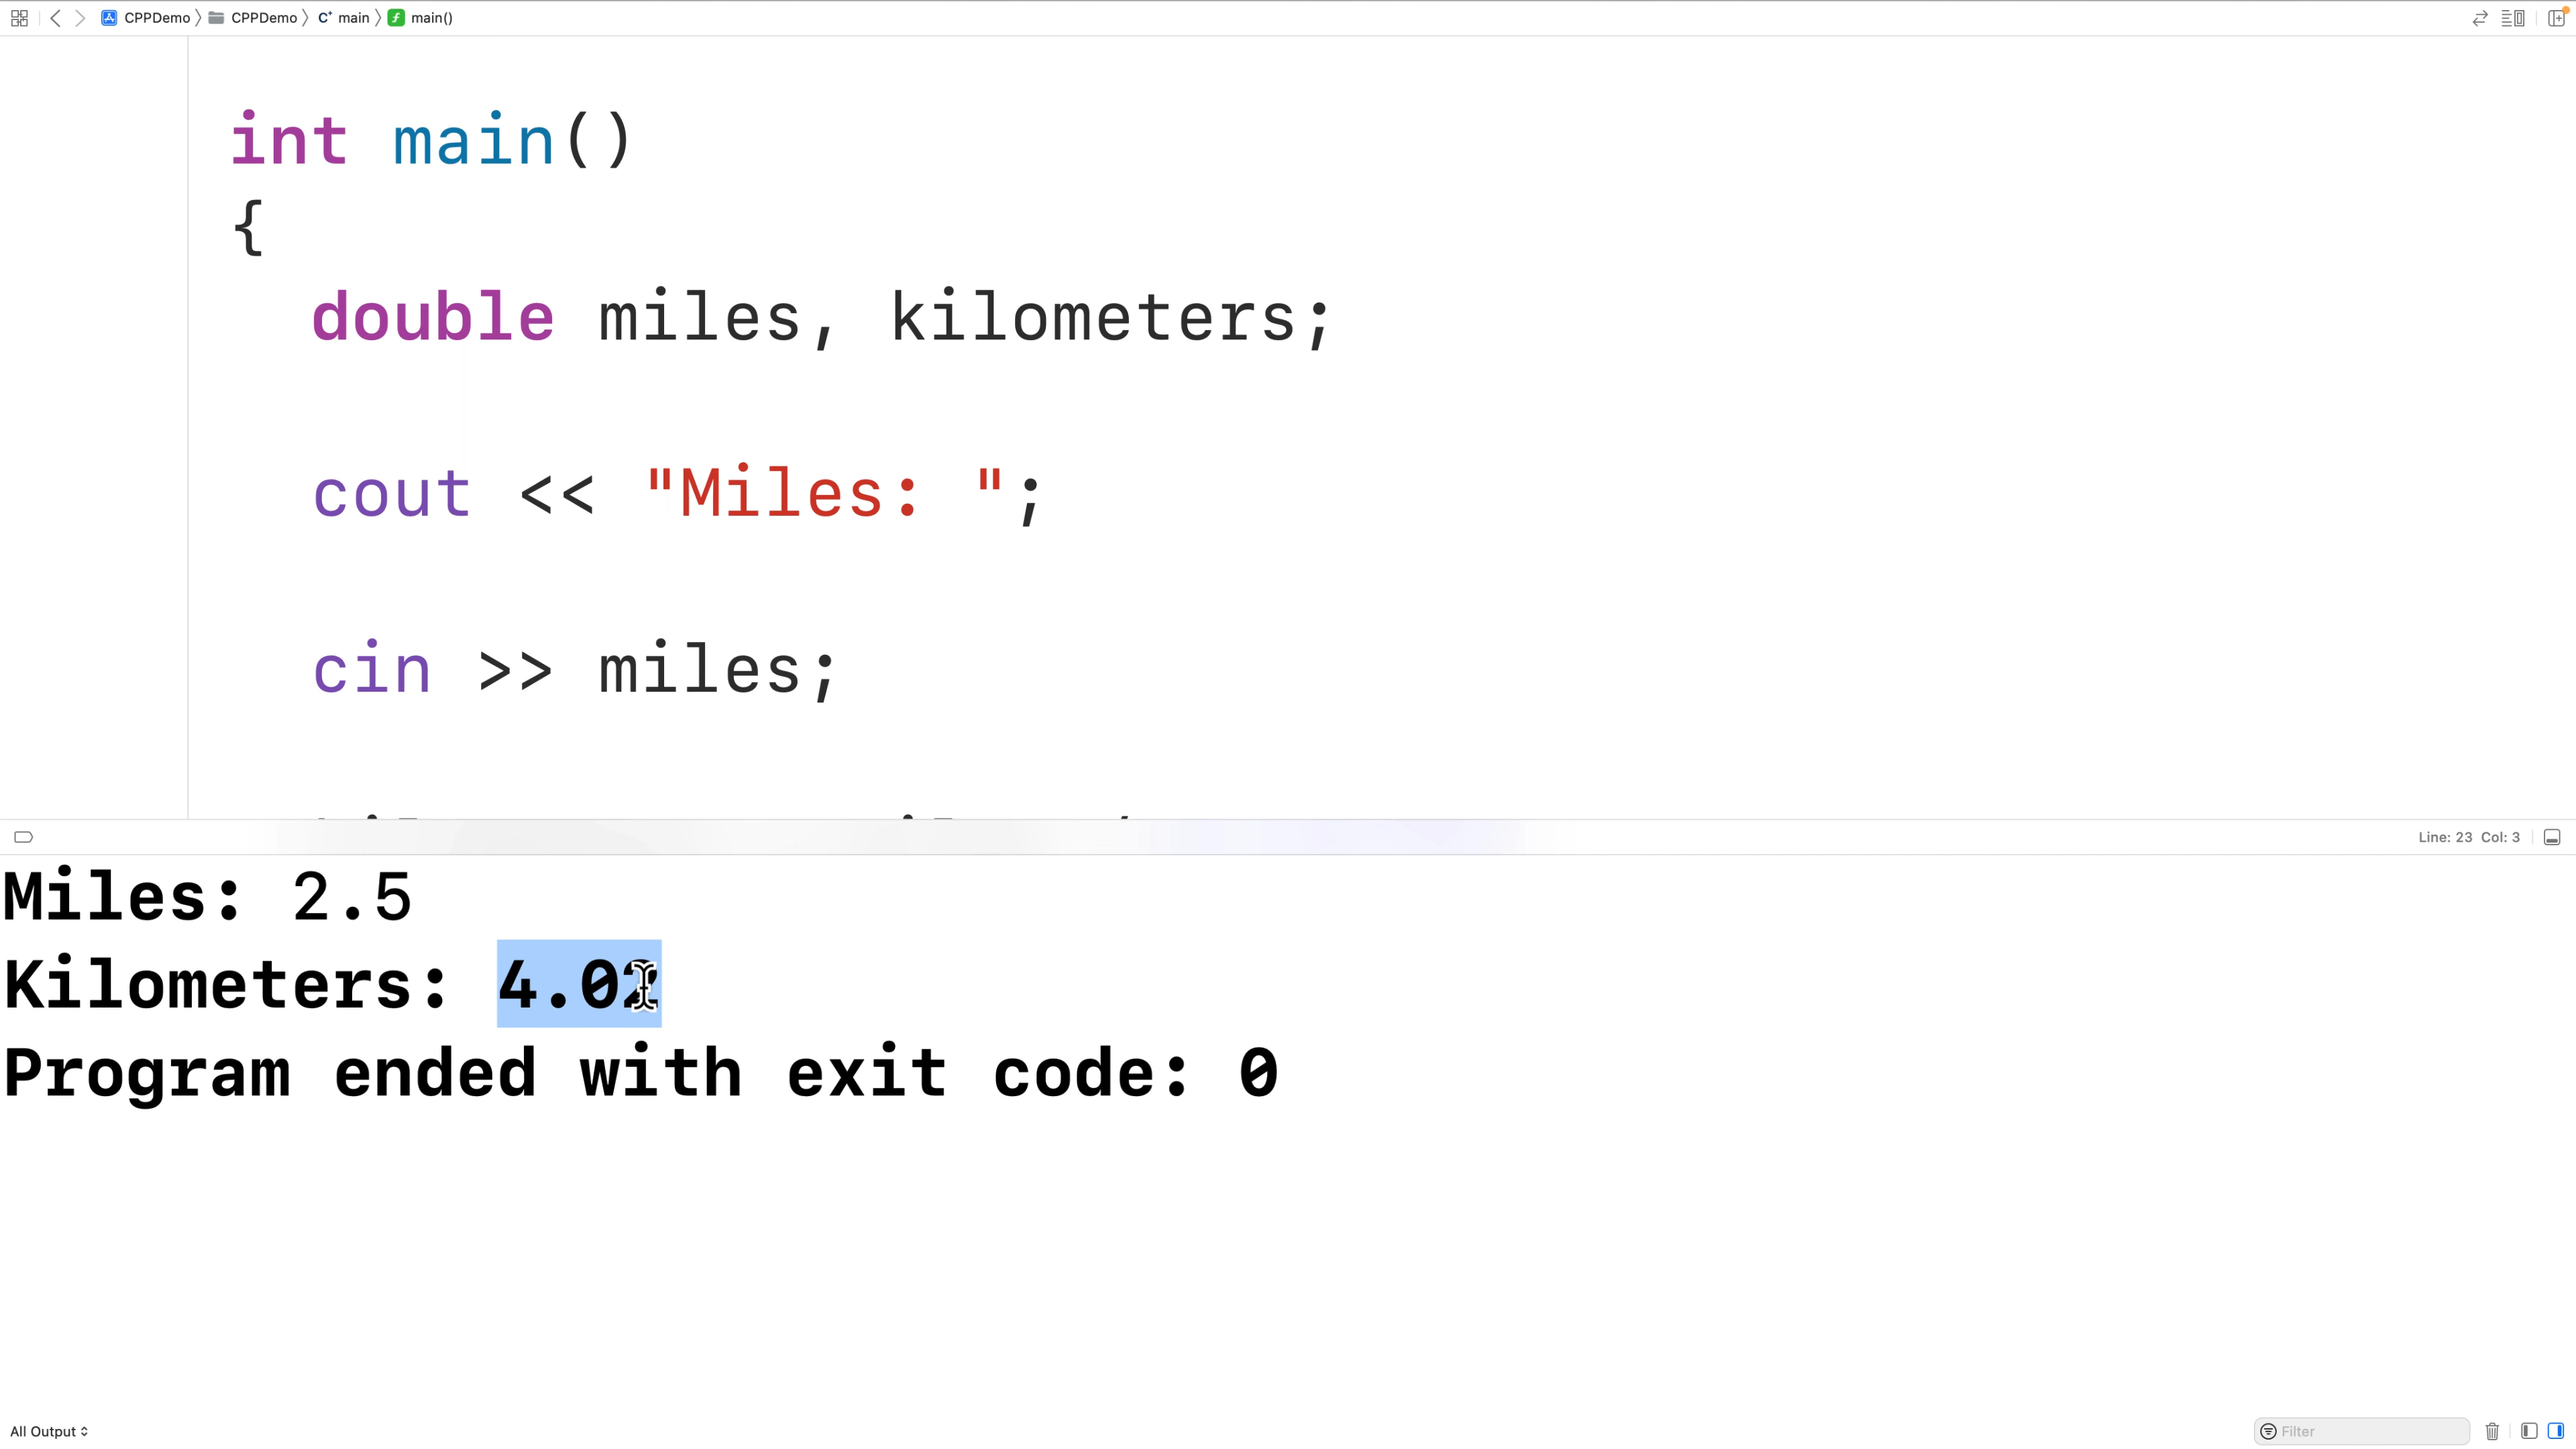 CPPDemo 〉 CPPDemo 〉 C+ main 〉 f main()
int main()
{
double miles, kilometers;
cout << "Miles: ";
cin >> miles;
Line: 23 Col: 3
Miles: 2.5
Kilometers: 4.02
Program ended with exit code: 0
All Output
Filter